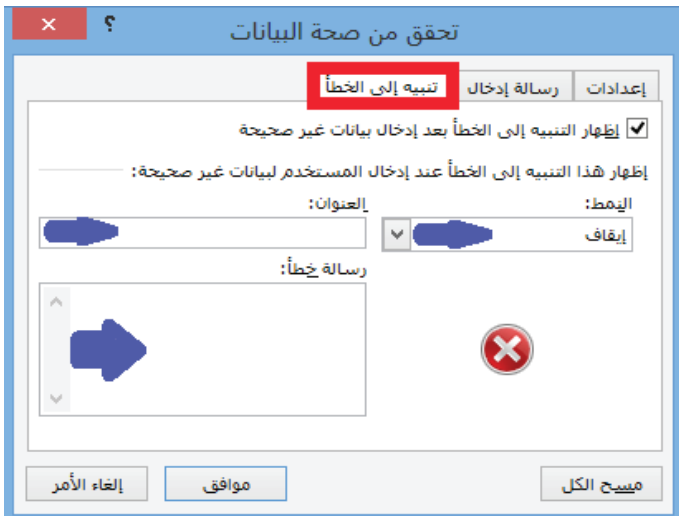 تحقق من صحة البيانات
؟
إعدادات
رسالة إدخال
تنبيه إلى الخطأ
إظهار التنبيه إلى الخطأ بعد إدخال بيانات غير صحيحة
إظهار هذا التنبيه إلى الخطأ عند إدخال المستخدم لبيانات غير صحيحة:
النمط:
العنوان:
إيقاف
رسالة خطأ:
مسح الكل
موافق
إلغاء الأمر